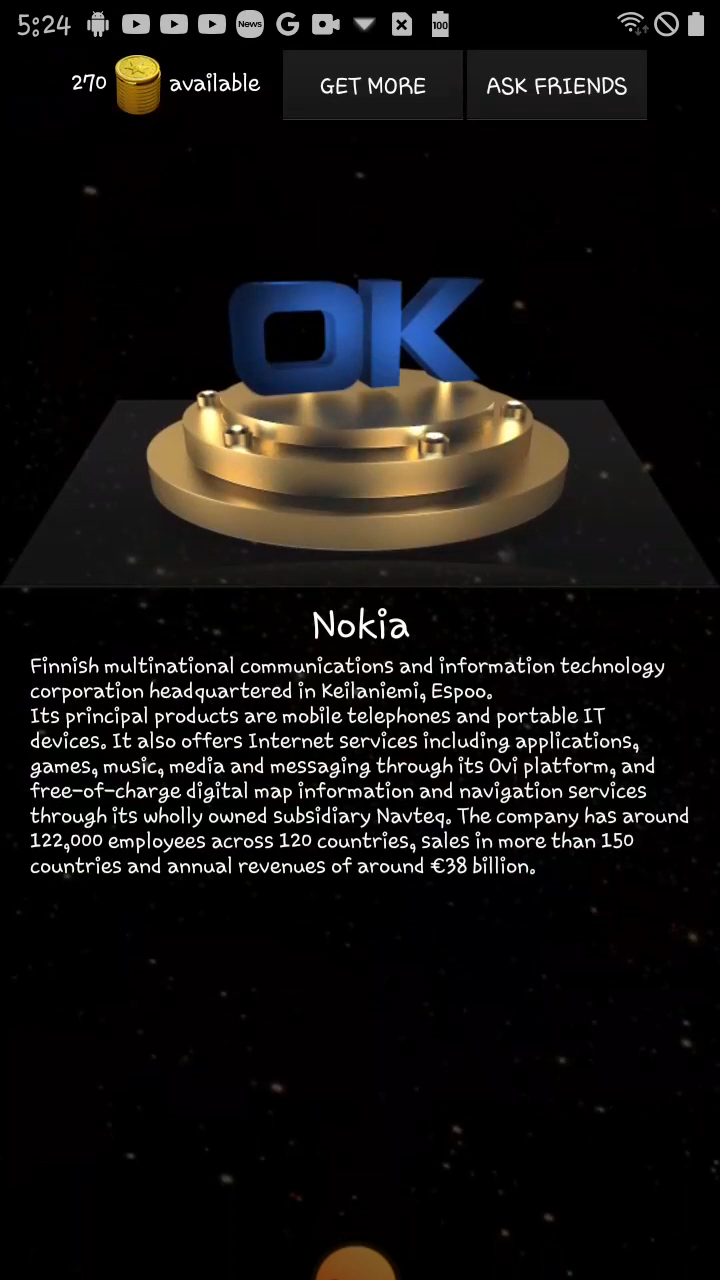 5:24
News
100
270 available
GET MORE
ASK FRIENDS
OK
Nokia
Finnish multinational communications and information technology
corporation headquartered in Keilaniemi, Espoo.
Its principal products are mobile telephones and portable IT
devices. It also offers Internet services including applications,
games, music, media and messaging through its Ovi platform, and
free-of-charge digital map information and navigation services
through its wholly owned subsidiary Navteq. The company has around
122,000 employees across 120 countries, sales in more than 150
countries and annual revenues of around €38 billion.